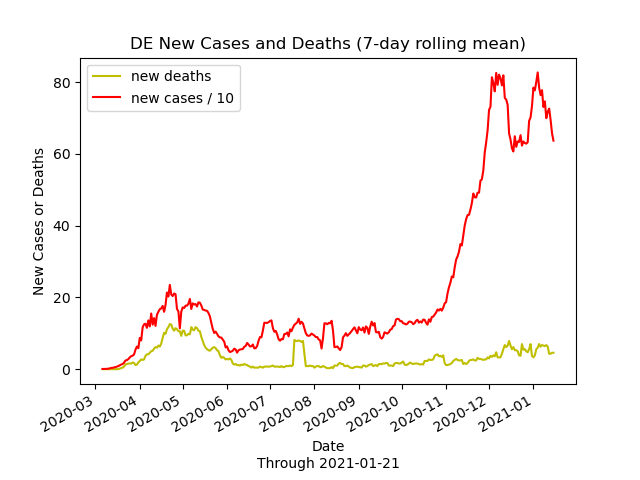 DE New Cases and Deaths (7-day rolling mean)
new deaths
new cases / 10
New Cases or Deaths
80
60
40
20
0
2020-03
2020-04
2020-05
2020-06
2020-07
2020-08
2020-09
2020-10
2020-11
2020-12
2021-01
Date
Through 2021-01-21